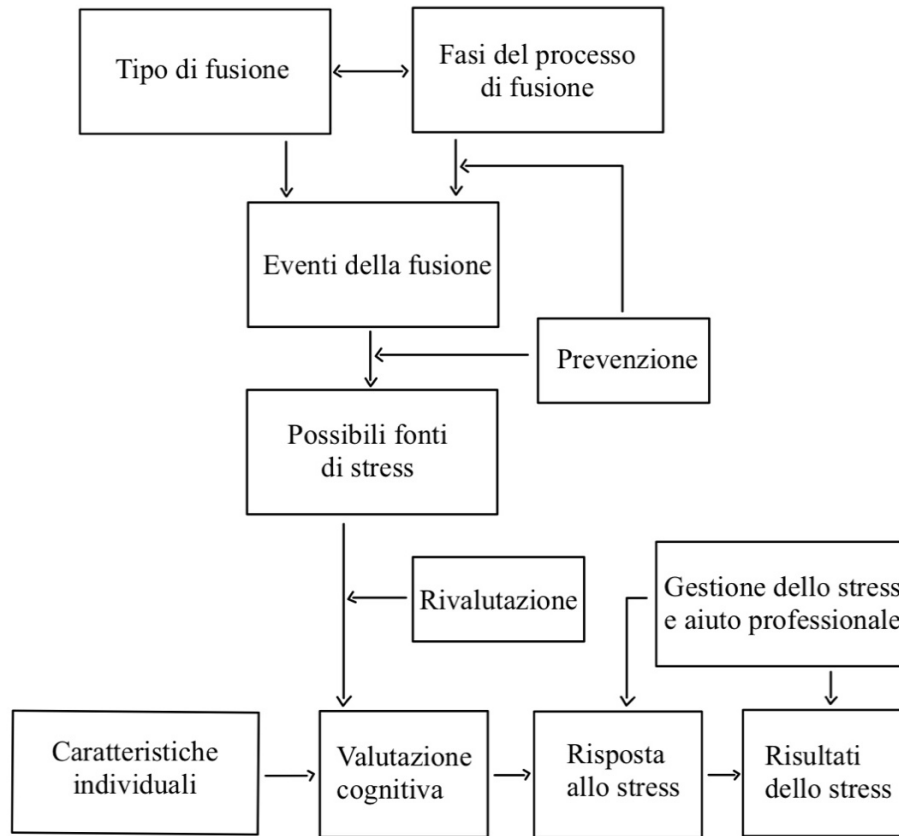 Tipo di fusione
Fasi del processo
di fusione
Eventi della fusione
Prevenzione
Possibili fonti
di stress
Rivalutazione
Gestione dello stress
e aiuto professionale
Caratteristiche
individuali
Valutazione
cognitiva
Risposta
allo stress
Risultati
dello stress